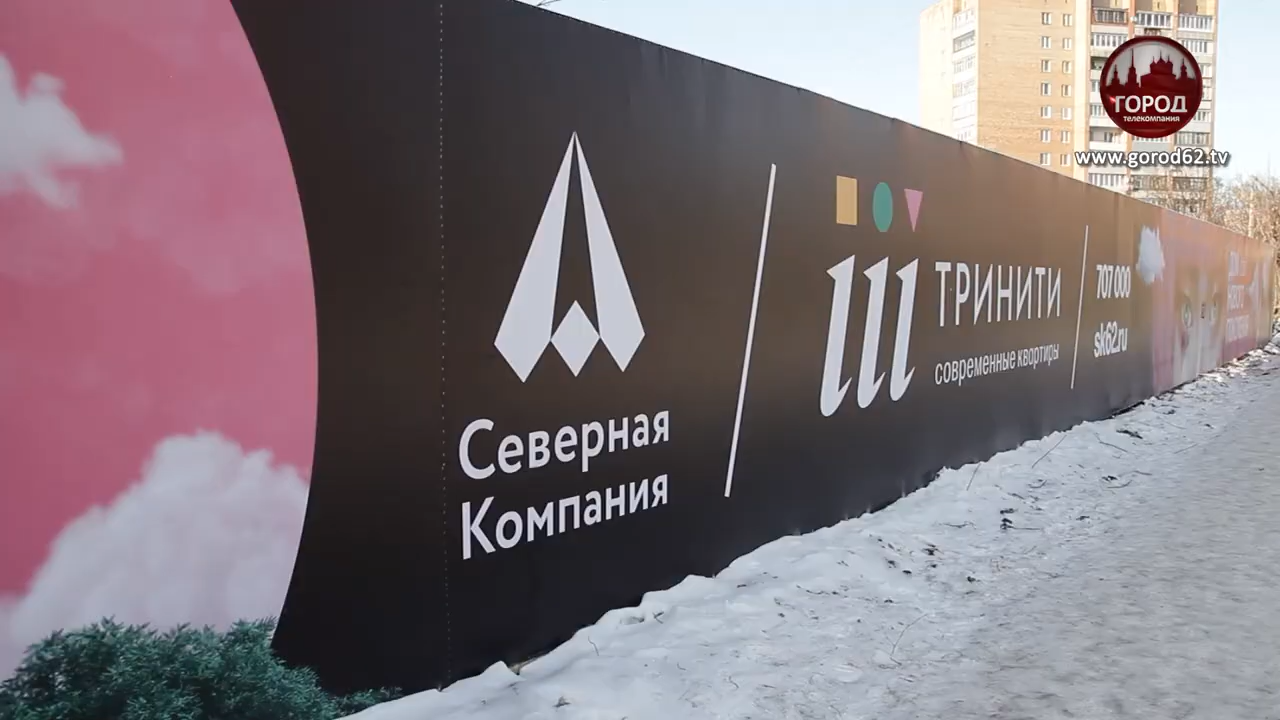 ГОРОД
телекомпания
www.gorod62.tv
Северная
Компания
ТРИНИТИ
современные квартиры
707 000
sk62.ru